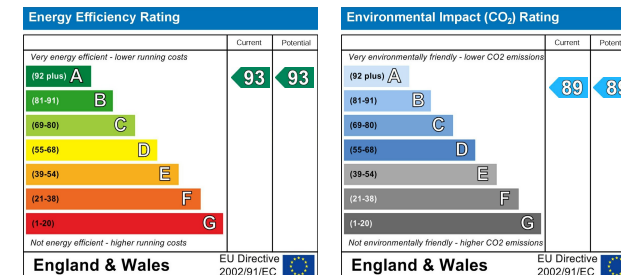 Energy Efficiency Rating
Current Potential
Very energy efficient - lower running costs
(92 plus) A
93 93
(81-91) B
(69-80) C
(55-68) D
(39-54) E
(21-38) F
(1-20) G
Not energy efficient - higher running costs
England & Wales
EU Directive
2002/91/EC
Environmental Impact (CO₂) Rating
Current Potent
Very environmentally friendly - lower CO2 emissions
(92 plus) A
(81-91) B
89 89
(69-80) C
(55-68) D
(39-54) E
(21-38) F
(1-20) G
Not environmentally friendly - higher CO2 emissions
England & Wales
EU Directive
2002/91/EC